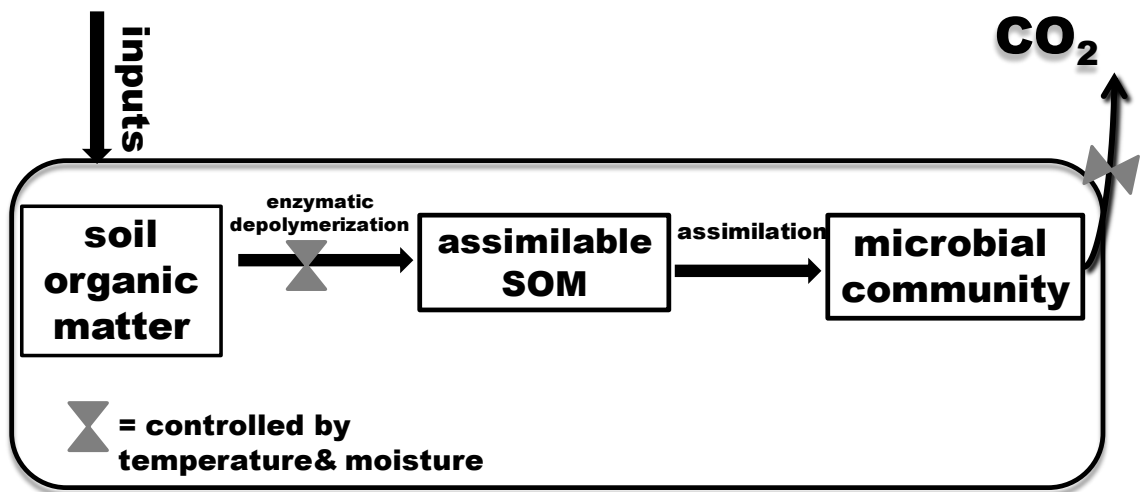 inputs
CO₂
enzymatic
depolymerization
soil
organic
matter
assimilable
SOM
assimilation
microbial
community
= controlled by
temperature& moisture